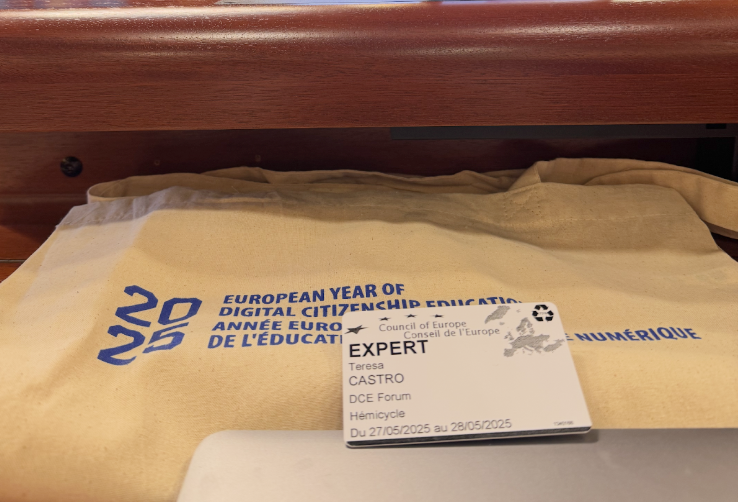 2025
EUROPEAN YEAR OF
DIGITAL CITIZENSHIP EDUCATION
ANNÉE EURO
DE L'ÉDUCATI
E NUMÉRIQUE
Council of Europe
Conseil de l'Europe
EXPERT
Teresa
CASTRO
DCE Forum
Hémicycle
Du 27/05/2025 au 28/05/2025